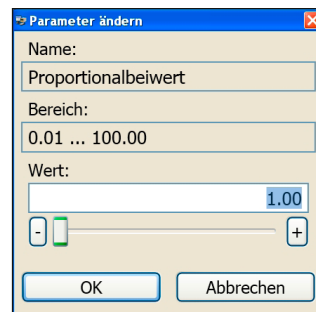 Parameter ändern
Name:
Proportionalbeiwert
Bereich:
0.01 ... 100.00
Wert:
1.00
- +
OK Abbrechen